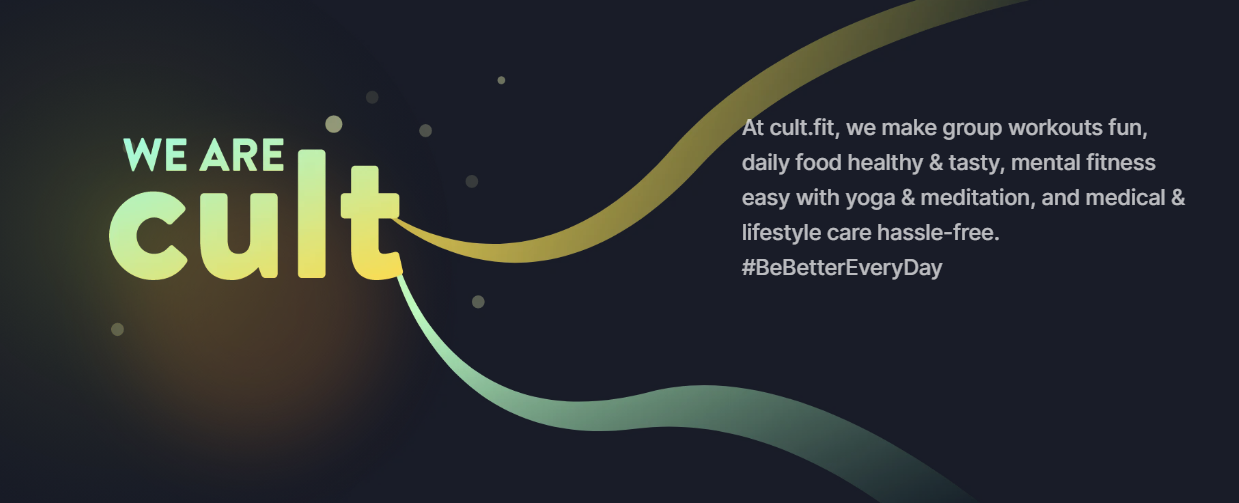 WE ARE
cult
At cult.fit, we make group workouts fun,
daily food healthy & tasty, mental fitness
easy with yoga & meditation, and medical &
lifestyle care hassle-free.
#BeBetterEveryDay